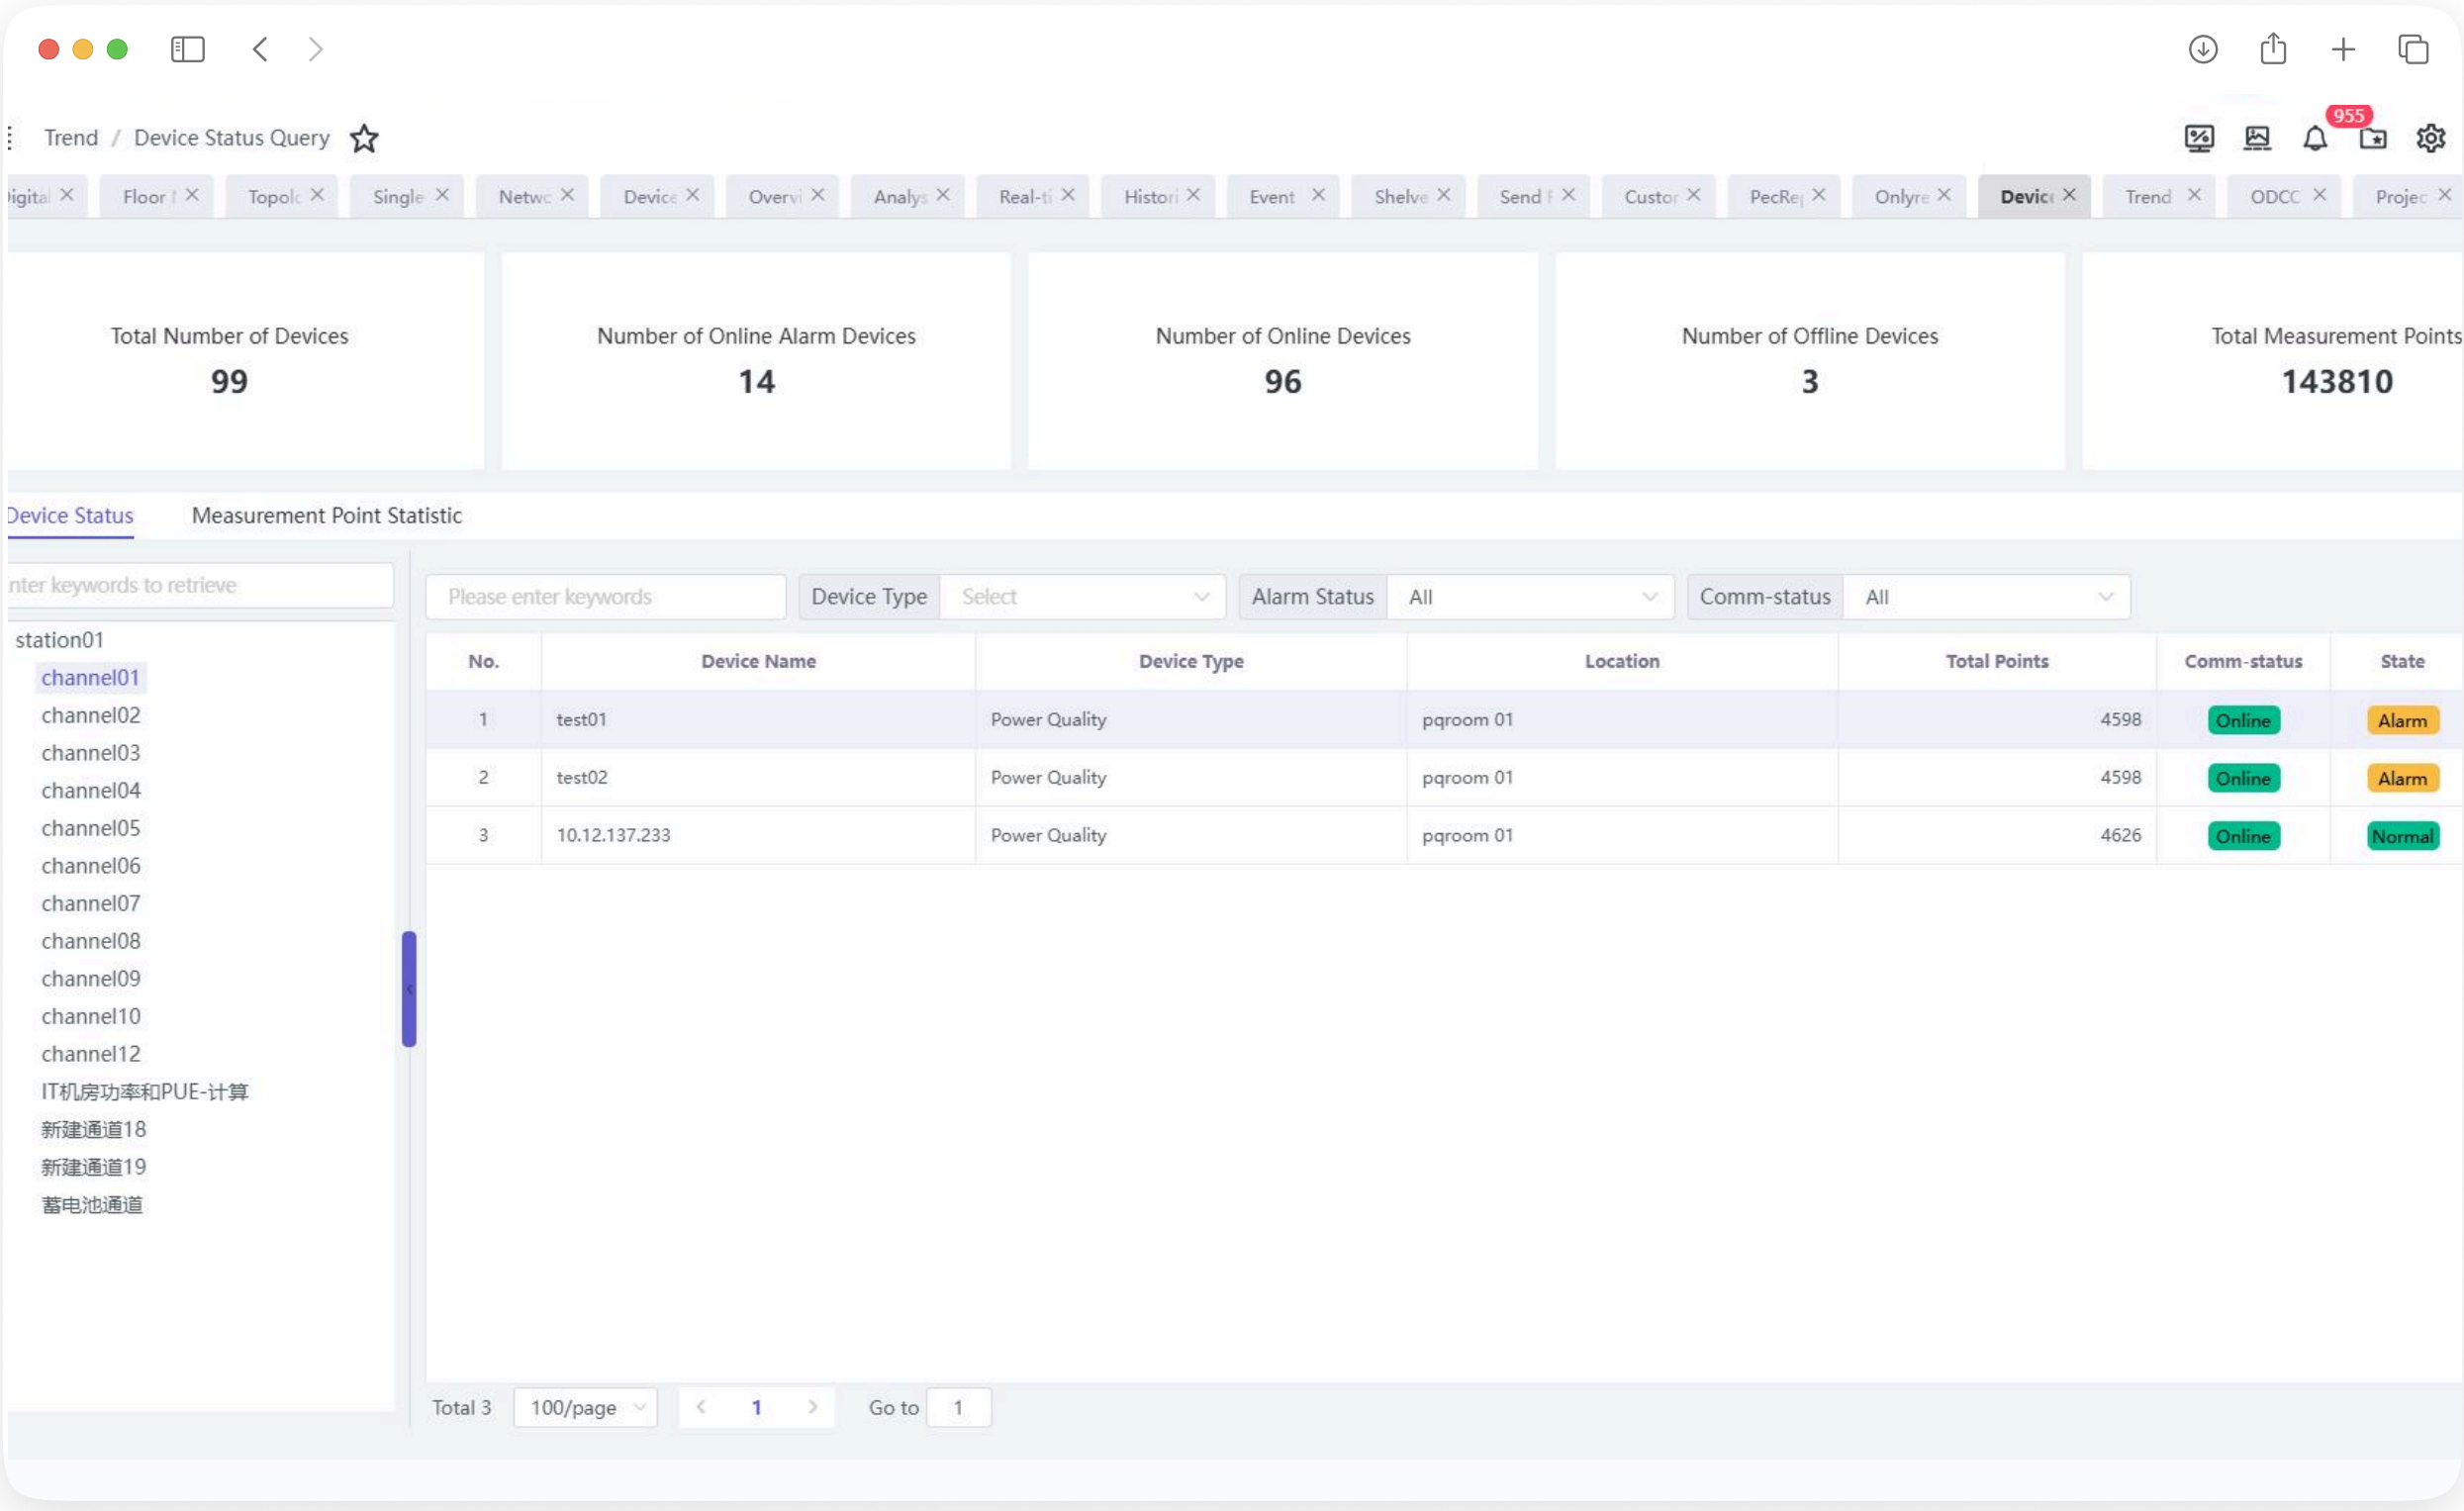 Trend / Device Status Query
955
igital Floor Topolo Single Netwo Device Overvi Analys Real-ti Histori Event Shelve Send Custor PecRe Onlyre Device Trend ODCC Projec
Total Number of Devices
99
Number of Online Alarm Devices
14
Number of Online Devices
96
Number of Offline Devices
3
Total Measurement Points
143810
Device Status Measurement Point Statistic
nter keywords to retrieve
station01
channel01
channel02
channel03
channel04
channel05
channel06
channel07
channel08
channel09
channel10
channel12
IT机房功率和PUE-计算
新建通道18
新建通道19
蓄电池通道
Please enter keywords Device Type Select Alarm Status All Comm-status All
No. Device Name Device Type Location Total Points Comm-status State
1 test01 Power Quality pqroom 01 4598 Online Alarm
2 test02 Power Quality pqroom 01 4598 Online Alarm
3 10.12.137.233 Power Quality pqroom 01 4626 Online Normal
Total 3 100/page 1 Go to 1